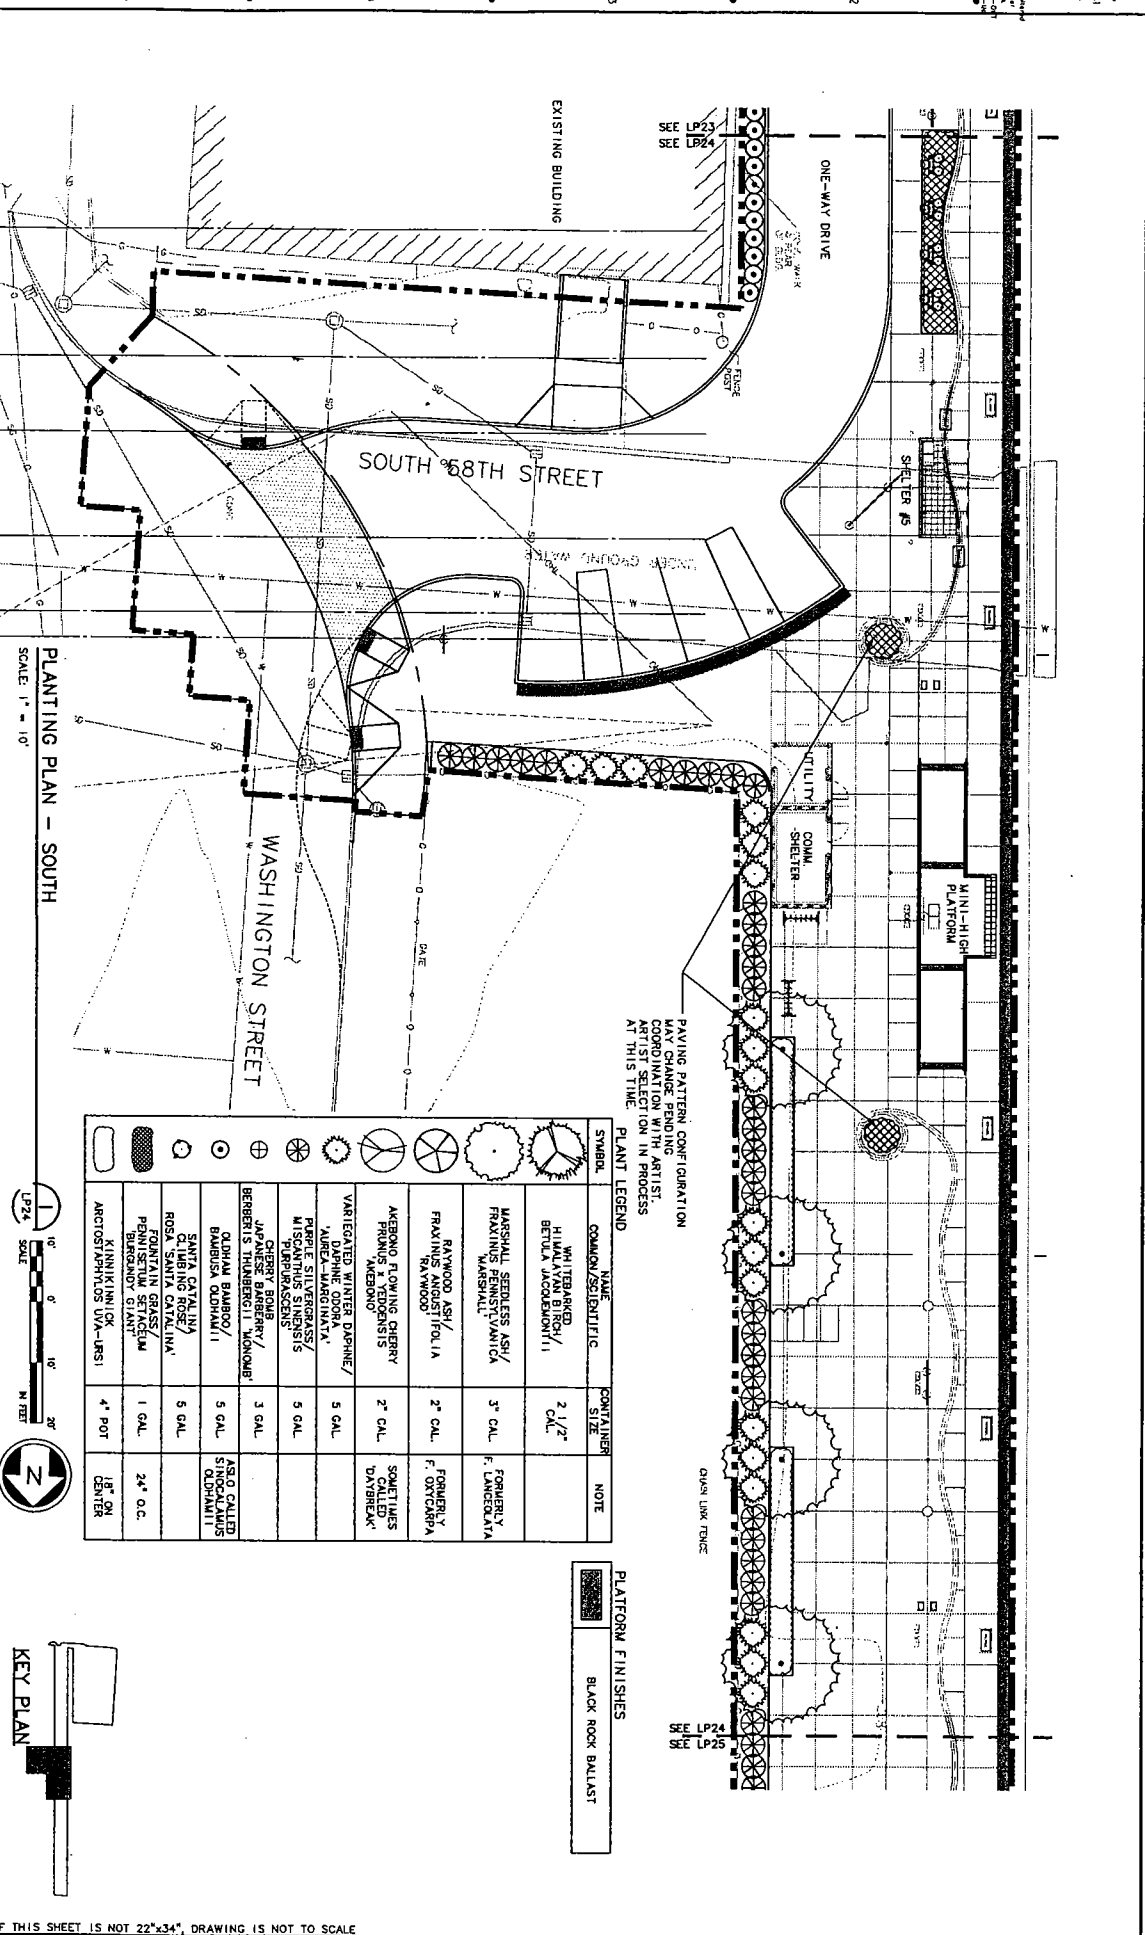 SEE LP23
SEE LP24
EXISTING BUILDING
ONE-WAY DRIVE
FENCE
POST
SOUTH 58TH STREET
UNDER GROUND WATER
SHELTER #5
UTILITY
COMM.
SHELTER
MINI-HIGH
PLATFORM
GATE
WASHINGTON STREET
PAVING PATTERN CONFIGURATION
MAY CHANGE PENDING
COORDINATION WITH ARTIST.
ARTIST SELECTION IN PROCESS
AT THIS TIME.
CHAIN LINK FENCE
SEE LP24
SEE LP25
PLANT LEGEND
SYMBOL
NAME
COMMON/SCIENTIFIC
CONTAINER
SIZE
NOTE
WHITEBARKED
HIMALAYAN BIRCH/
BETULA JACQUEMONTII
2 1/2"
CAL.
MARSHALL SEEDLESS ASH/
FRAXINUS PENNSYLVANICA
'MARSHALL'
3" CAL.
FORMERLY
F. LANCEOLATA
RAYWOOD ASH/
FRAXINUS ANGUSTIFOLIA
'RAYWOOD'
2" CAL.
FORMERLY
F. OXYCARPA
AKEBONO FLOWING CHERRY
PRUNUS x YEDOENSIS
'AKEBONO'
2" CAL.
SOMETIMES
CALLED
'DAYBREAK'
VARIEGATED WINTER DAPHNE/
DAPHNE ODORA
'AUREA-MARGINATA'
5 GAL.
PURPLE SILVERGRASS/
MISCANTHUS SINENSIS
'PURPURASCENS'
5 GAL.
CHERRY BOMB
JAPANESE BARBERRY/
BERBERIS THUNBERGII 'MONOMB'
3 GAL.
OLDHAM BAMBOO/
BAMBUSA OLDHAMII
5 GAL.
ASLO CALLED
SINOCALAMUS
OLDHAMII
SANTA CATALINA
CLIMBING ROSE/
ROSA 'SANTA CATALINA'
5 GAL.
FOUNTAIN GRASS/
PENNISETUM SETACEUM
'BURGUNDY GIANT'
1 GAL.
24" O.C.
KINNIKINNICK
ARCTOSTAPHYLOS UVA-URSI
4" POT
18" ON
CENTER
PLATFORM FINISHES
BLACK ROCK BALLAST
PLANTING PLAN - SOUTH
SCALE: 1" = 10'
1
LP24
10' 0' 10' 20'
SCALE IN FEET
N
KEY PLAN
F THIS SHEET IS NOT 22"x34", DRAWING IS NOT TO SCALE